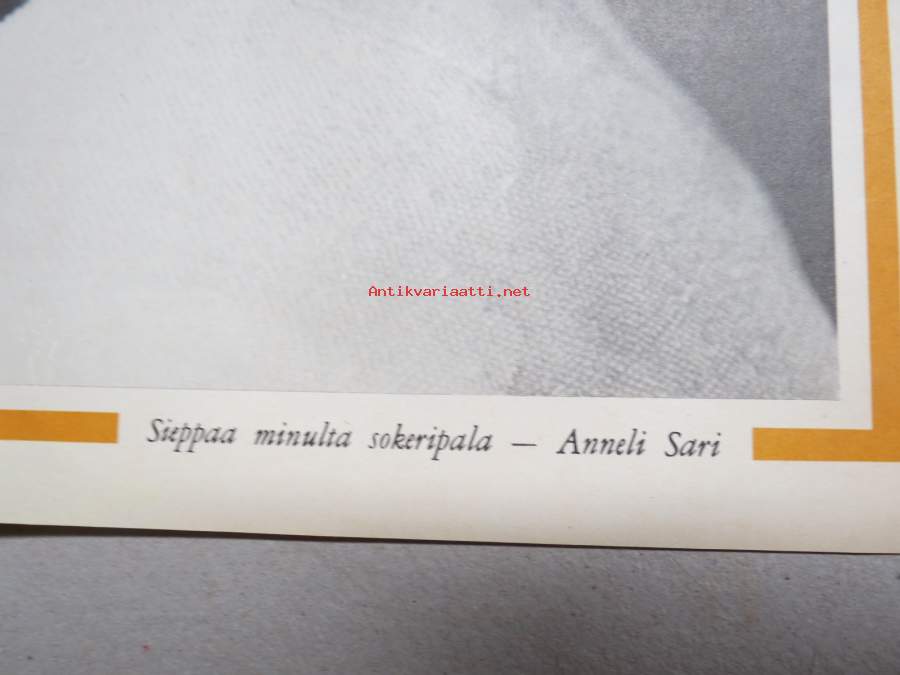 Antikvariaatti.net
Sieppaa minulta sokeripala — Anneli Sari